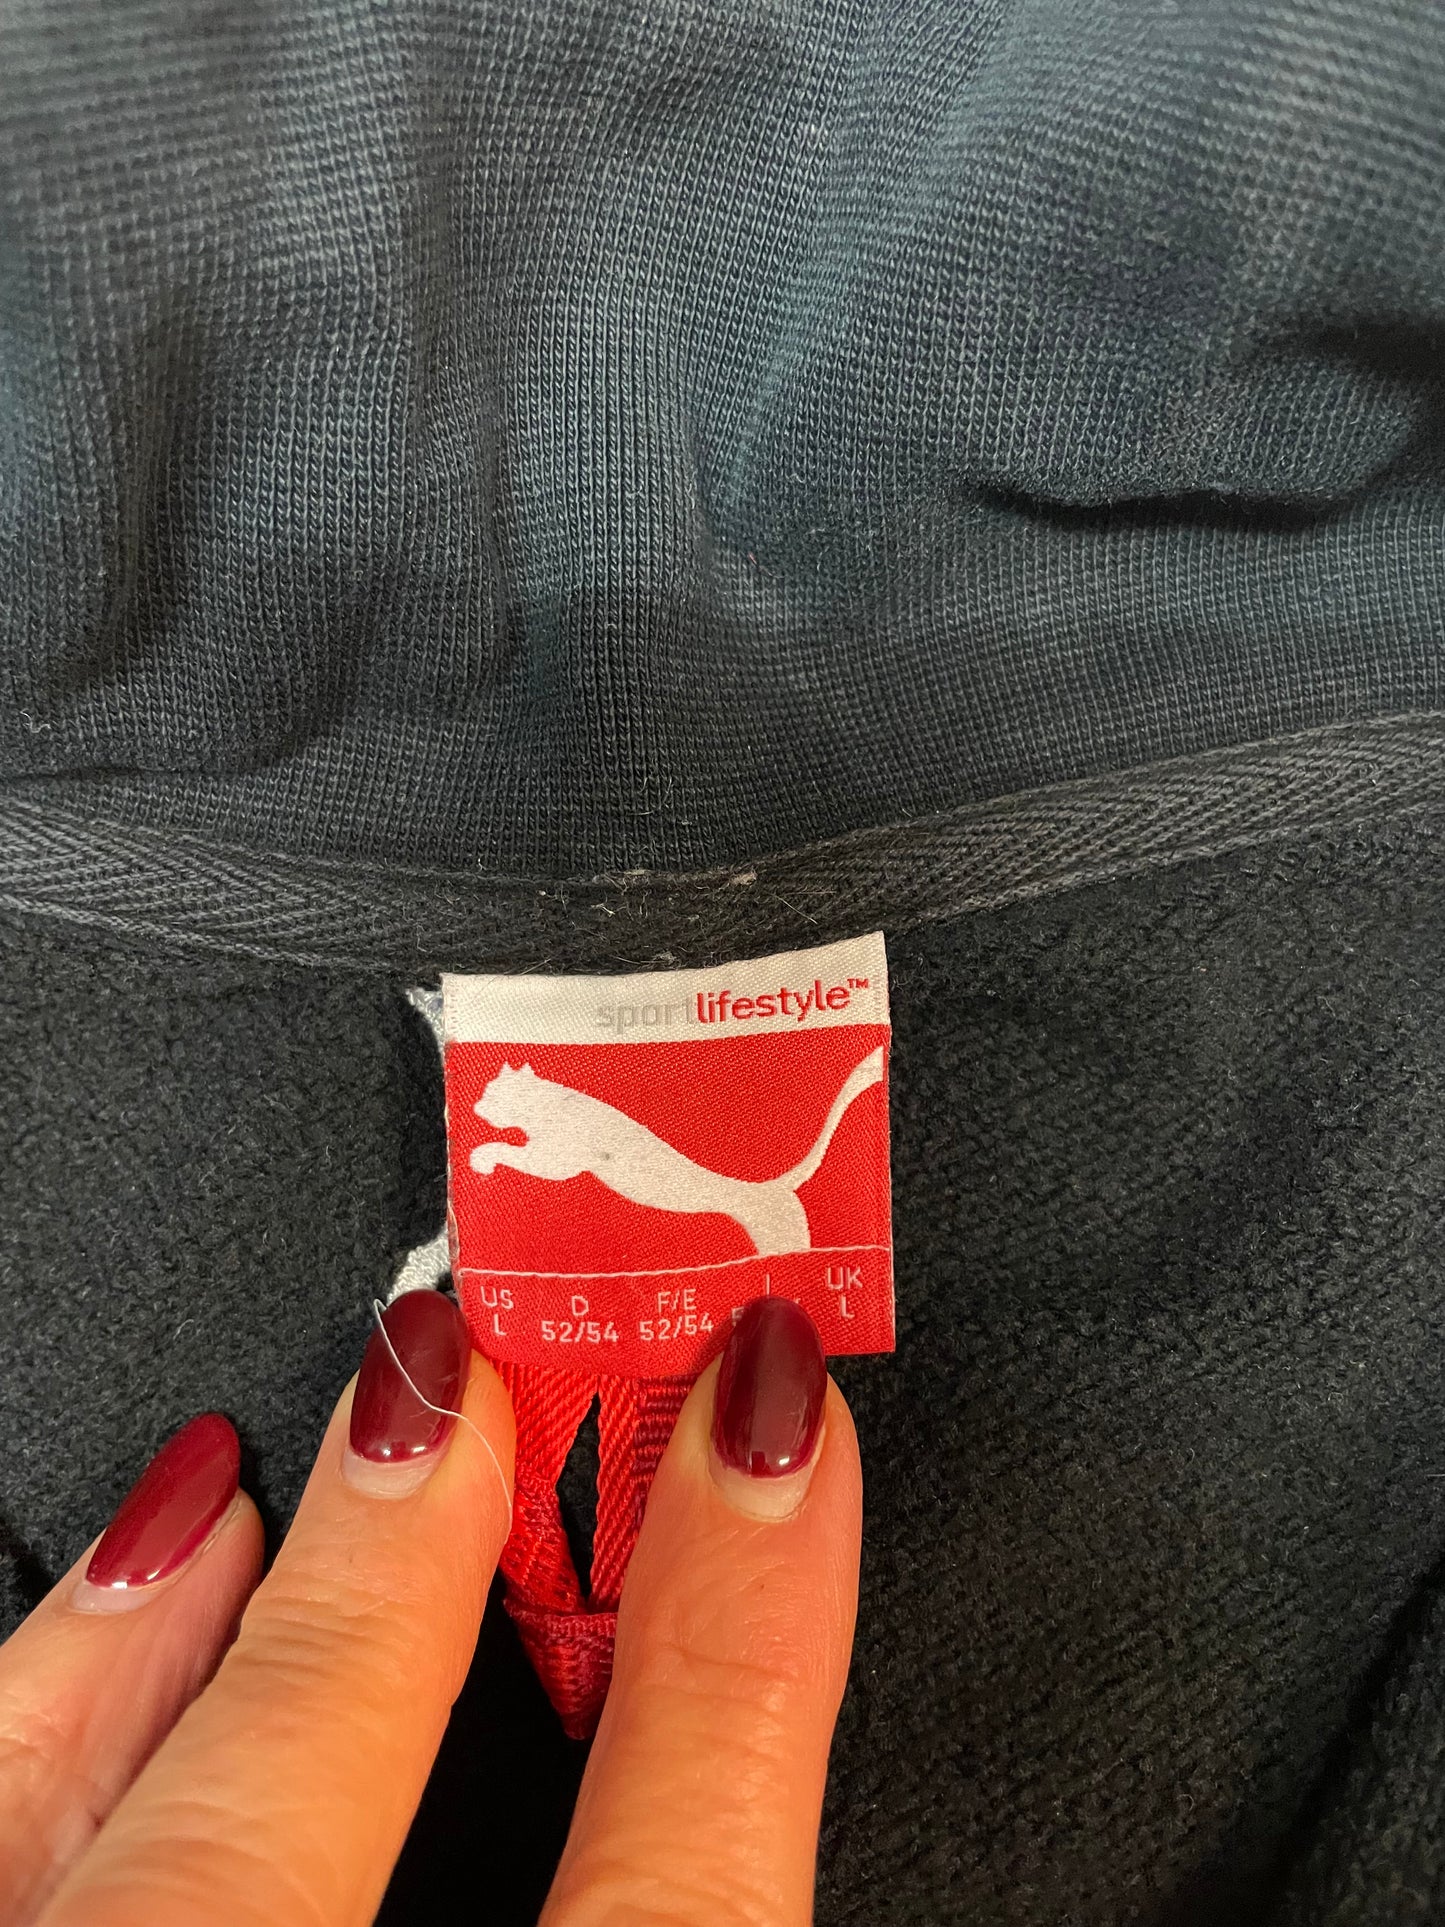 sportlifestyle™
US D F/E I UK
L 52/54 52/54 L